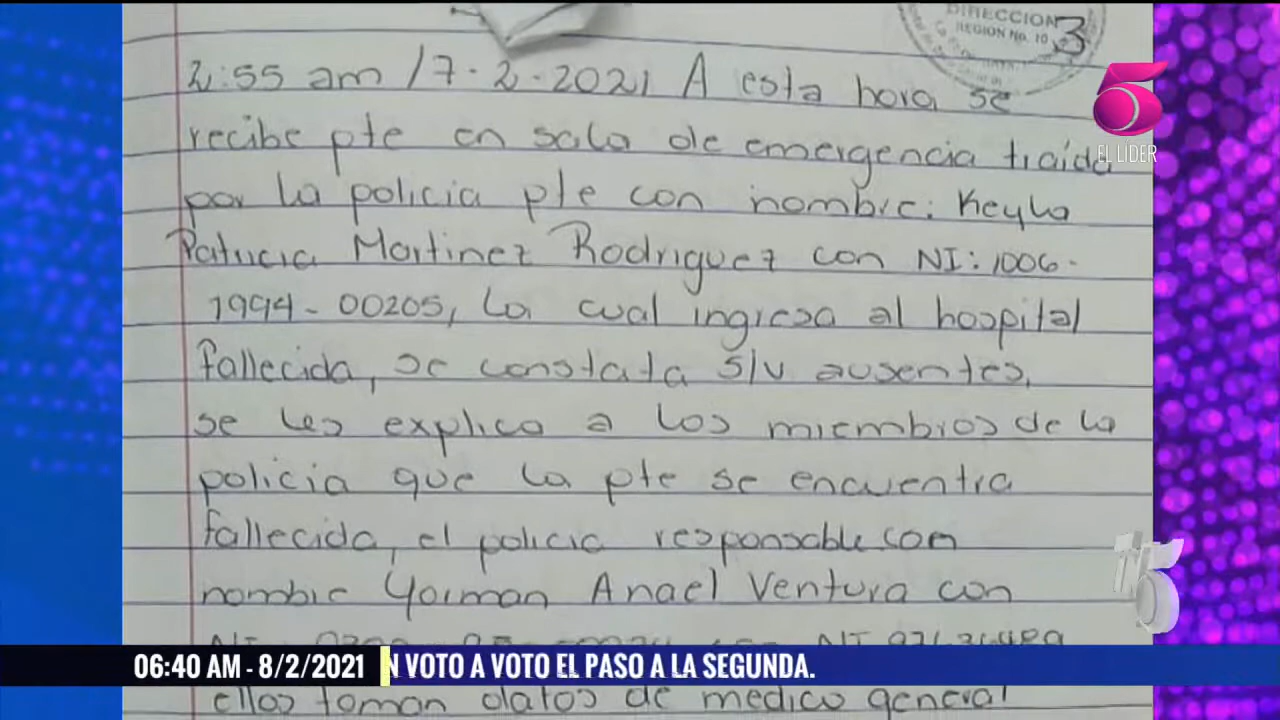 DIRECCION
REGION No. 10
3
2:55 am 17-2-2021 A esta hora se
recibe pte en sala de emergencia traida
por la policia pte con nombre: Keyla
Patricia Martinez Rodriguez con NI: 1006-
1994-00205, La cual ingresa al hospital
fallecida, se constata S/V ausentes,
se les explica a los miembros de la
policia que la pte se encuentra
fallecida, el policia responsable con
nombre Yorman Anael Ventura con
ellos toman datos de medico general
5
EL LIDER
06:40 AM - 8/2/2021 N VOTO A VOTO EL PASO A LA SEGUNDA.